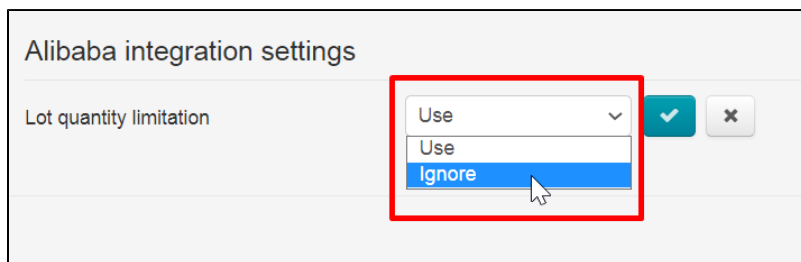 Alibaba integration settings
Lot quantity limitation
Use
Use
Ignore